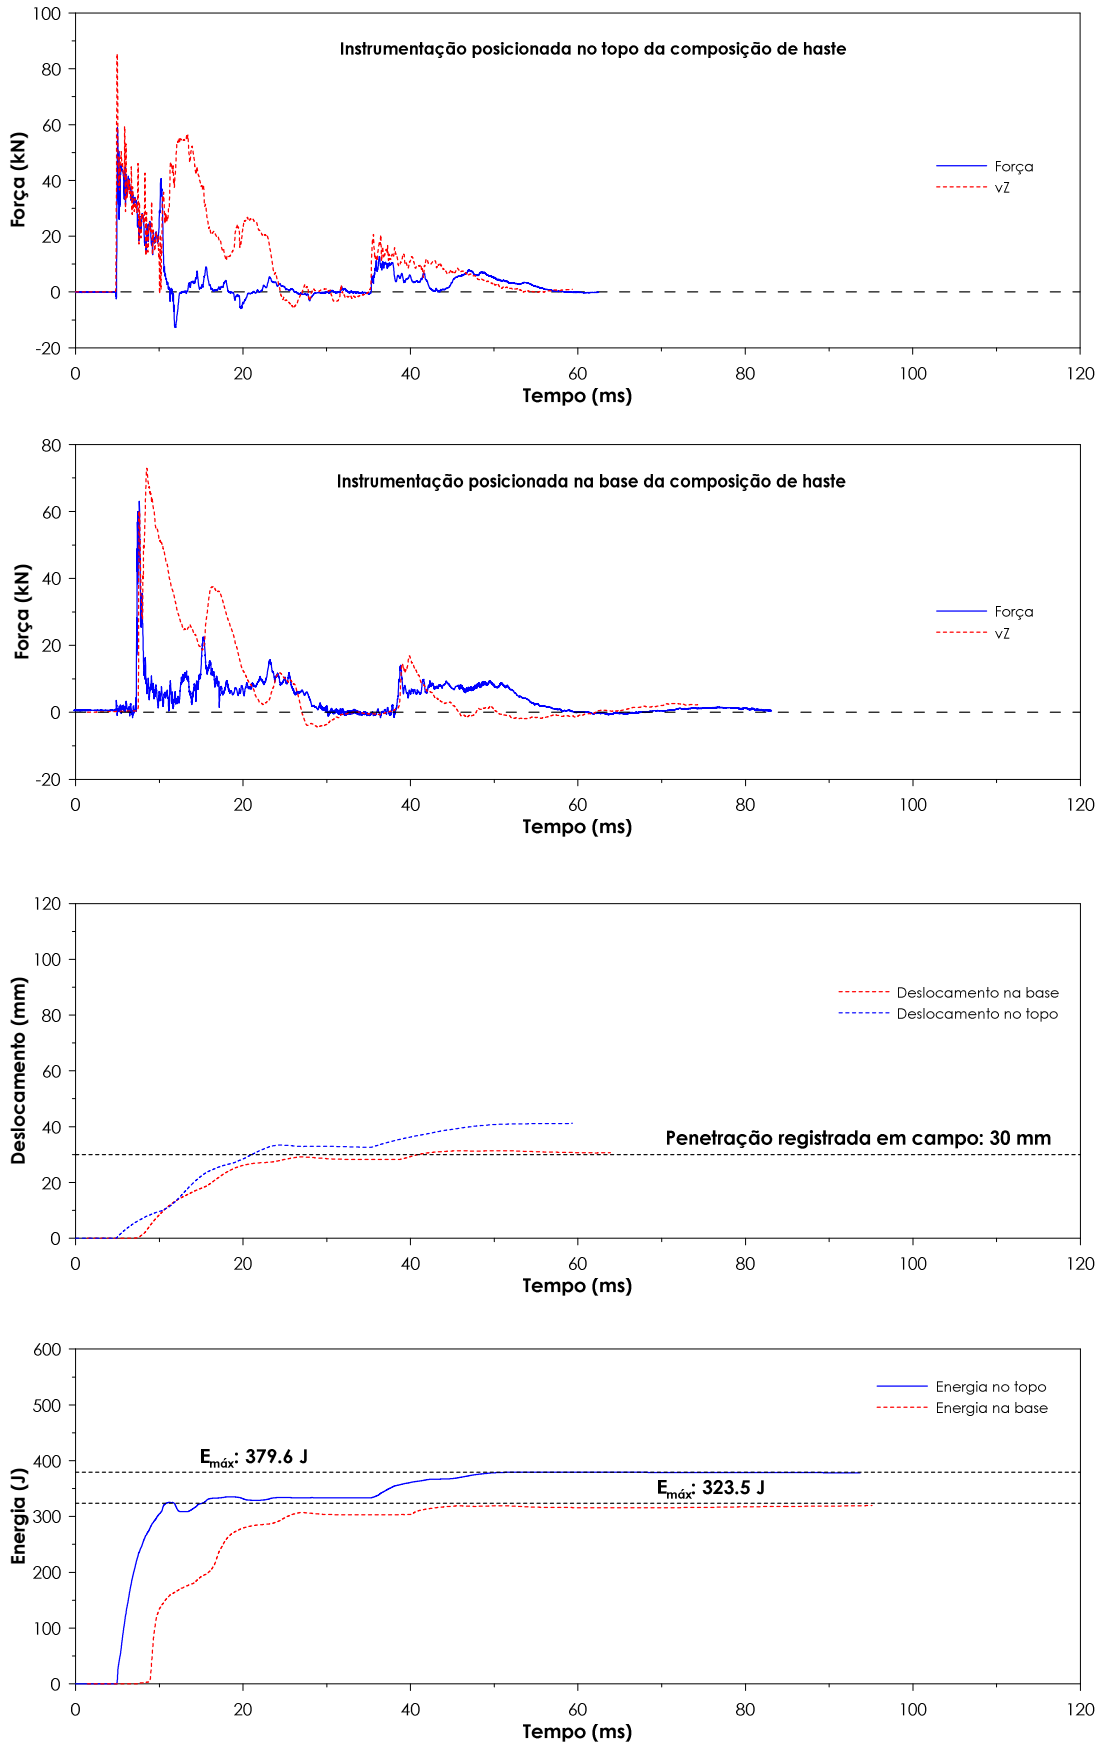 100
80
60
40
20
0
-20
Força (kN)
Instrumentação posicionada no topo da composição de haste
Força
vZ
0 20 40 60 80 100 120
Tempo (ms)
80
60
40
20
0
-20
Força (kN)
Instrumentação posicionada na base da composição de haste
Força
vZ
0 20 40 60 80 100 120
Tempo (ms)
120
100
80
60
40
20
0
Deslocamento (mm)
Deslocamento na base
Deslocamento no topo
Penetração registrada em campo: 30 mm
0 20 40 60 80 100 120
Tempo (ms)
600
500
400
300
200
100
0
Energia (J)
Energia no topo
Energia na base
Emáx: 379.6 J
Emáx: 323.5 J
0 20 40 60 80 100 120
Tempo (ms)